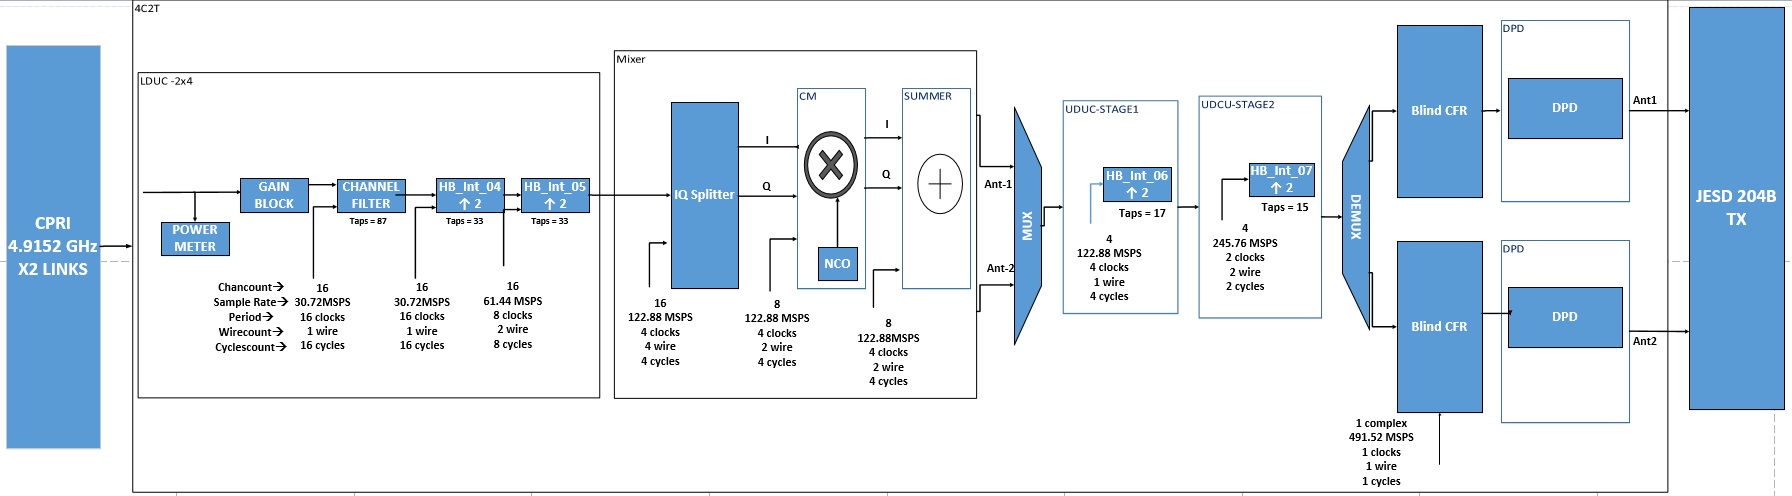 4C2T
CPRI
4.9152 GHz
X2 LINKS
LDUC -2x4
GAIN
BLOCK
POWER
METER
CHANNEL
FILTER
Taps = 87
HB_Int_04
↑ 2
Taps = 33
HB_Int_05
↑ 2
Taps = 33
Chancount→
Sample Rate→
Period→
Wirecount→
Cyclescount→
16
30.72MSPS
16 clocks
1 wire
16 cycles
16
30.72MSPS
16 clocks
1 wire
16 cycles
16
61.44 MSPS
8 clocks
2 wire
8 cycles
Mixer
IQ Splitter
I
Q
16
122.88 MSPS
4 clocks
4 wire
4 cycles
CM
NCO
8
122.88 MSPS
4 clocks
2 wire
4 cycles
I
Q
SUMMER
8
122.88MSPS
4 clocks
2 wire
4 cycles
Ant-1
Ant-2
MUX
UDUC-STAGE1
HB_Int_06
↑ 2
Taps = 17
4
122.88 MSPS
4 clocks
1 wire
4 cycles
UDCU-STAGE2
HB_Int_07
↑ 2
Taps = 15
4
245.76 MSPS
2 clocks
2 wire
2 cycles
DEMUX
Blind CFR
DPD
DPD
Ant1
Blind CFR
DPD
DPD
Ant2
1 complex
491.52 MSPS
1 clocks
1 wire
1 cycles
JESD 204B
TX